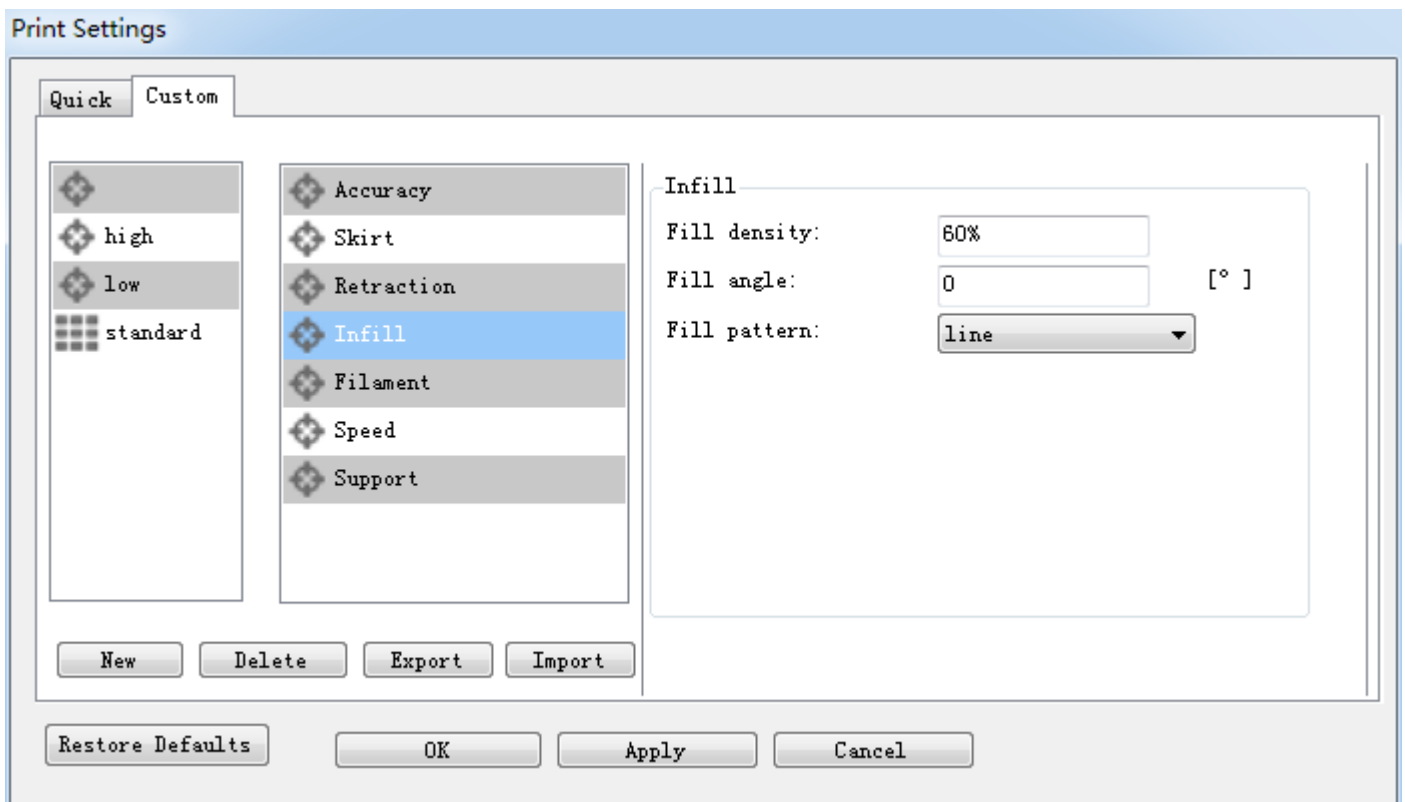 Print Settings
Quick
Custom
high
low
standard
Accuracy
Skirt
Retraction
Infill
Filament
Speed
Support
Infill
Fill density: 60%
Fill angle: 0 [° ]
Fill pattern: line
New Delete Export Import
Restore Defaults OK Apply Cancel